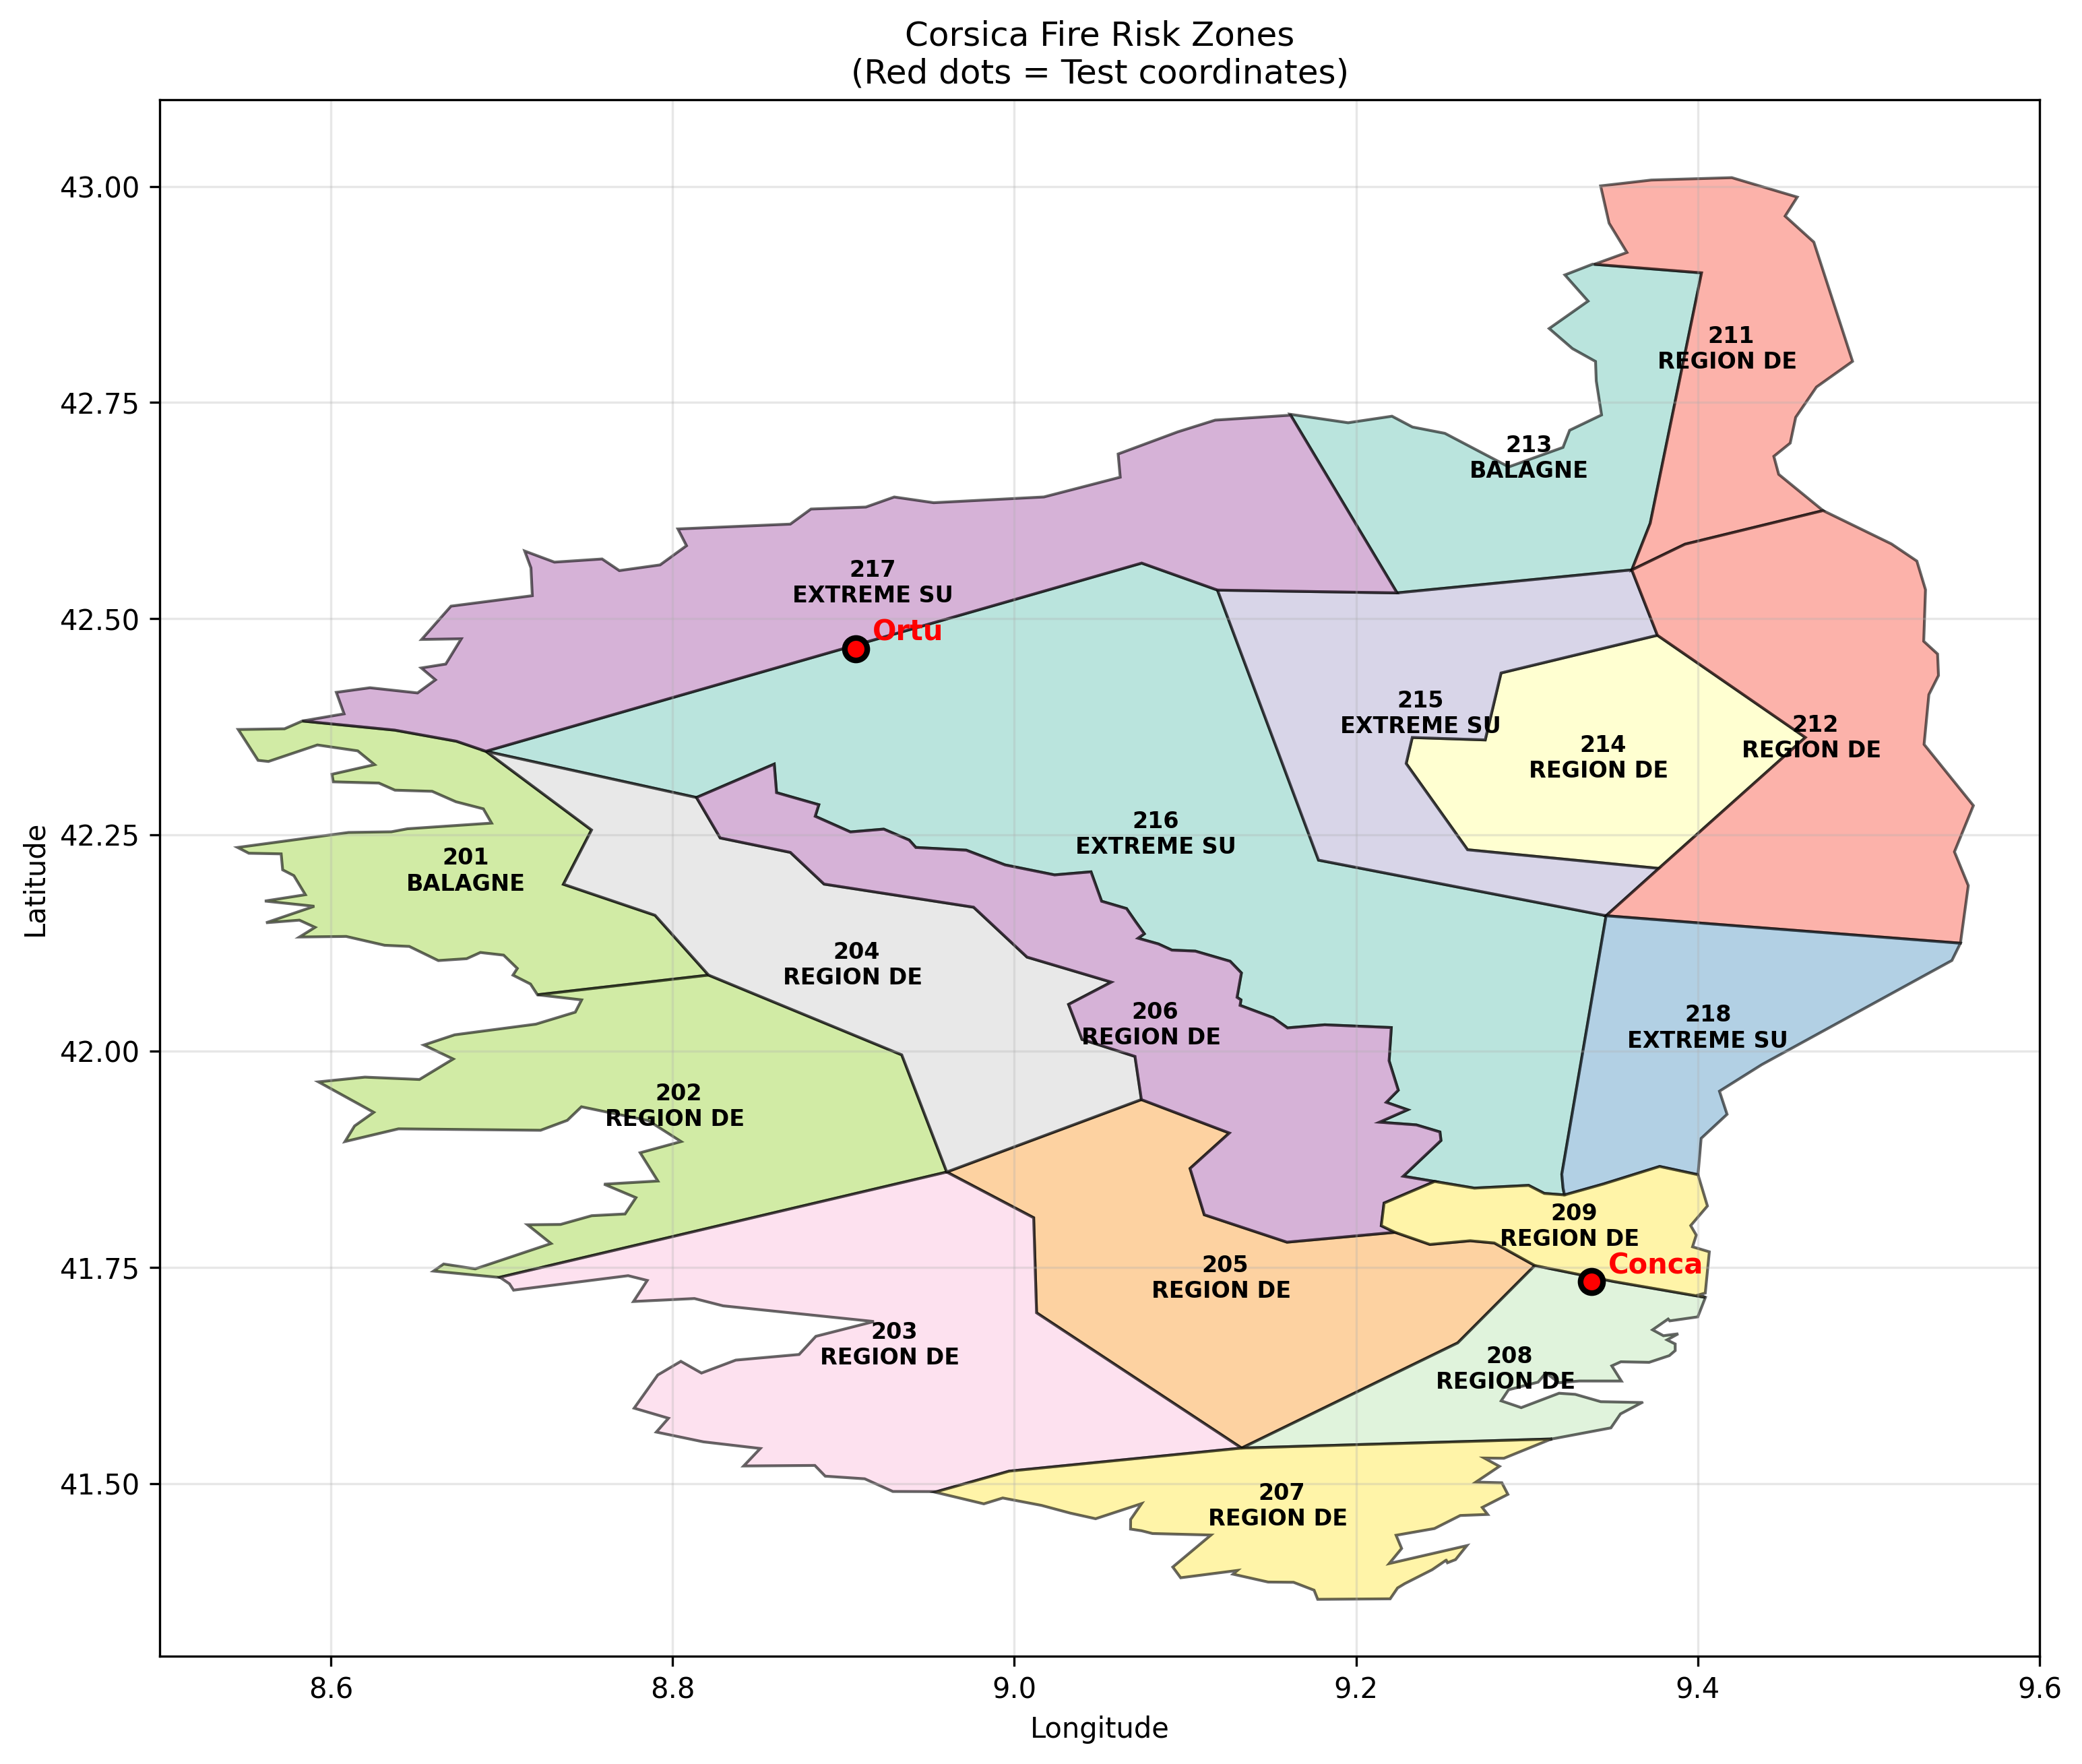 Corsica Fire Risk Zones
(Red dots = Test coordinates)
43.00
42.75
42.50
42.25
42.00
41.75
41.50
Latitude
211
REGION DE
213
BALAGNE
217
EXTREME SU
Ortu
215
EXTREME SU
212
REGION DE
214
REGION DE
216
EXTREME SU
201
BALAGNE
204
REGION DE
206
REGION DE
218
EXTREME SU
202
REGION DE
209
REGION DE
Conca
205
REGION DE
203
REGION DE
208
REGION DE
207
REGION DE
8.6 8.8 9.0 9.2 9.4 9.6
Longitude